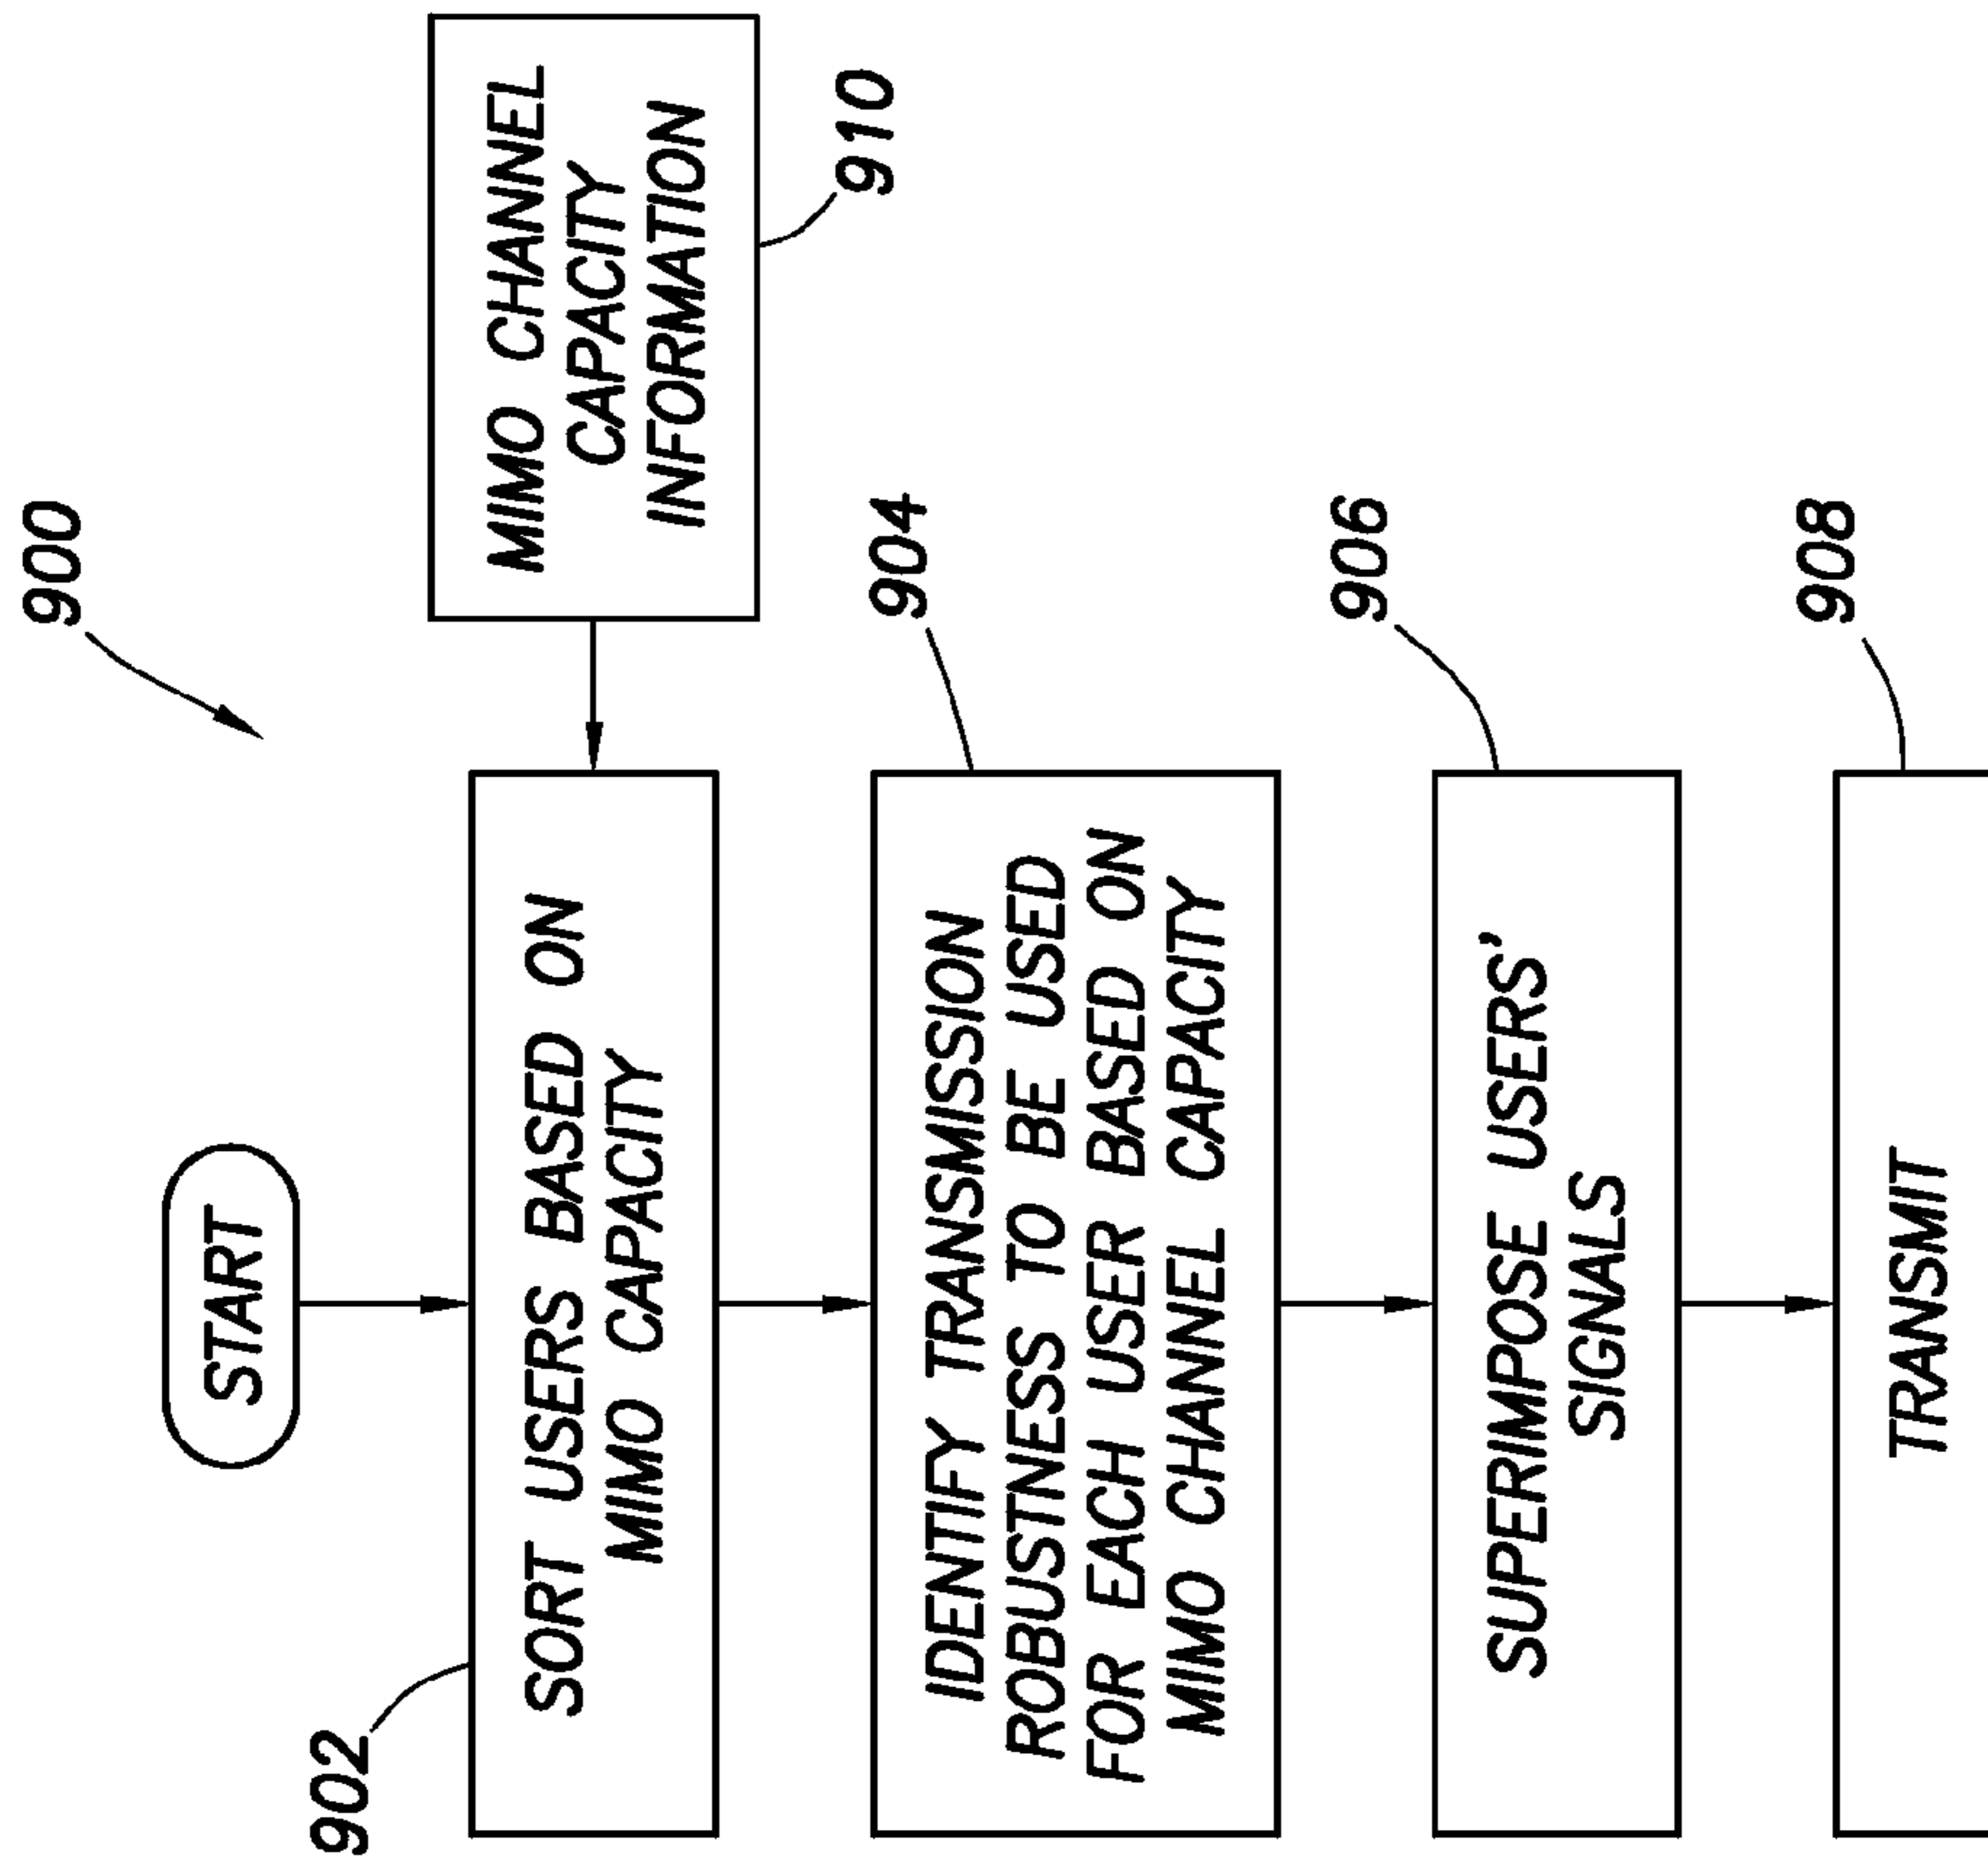 900
START
902
SORT USERS BASED ON
MIMO CAPACITY
MIMO CHANNEL
CAPACITY
INFORMATION
910
904
IDENTIFY TRANSMISSION
ROBUSTNESS TO BE USED
FOR EACH USER BASED ON
MIMO CHANNEL CAPACITY
906
SUPERIMPOSE USERS'
SIGNALS
908
TRANSMIT